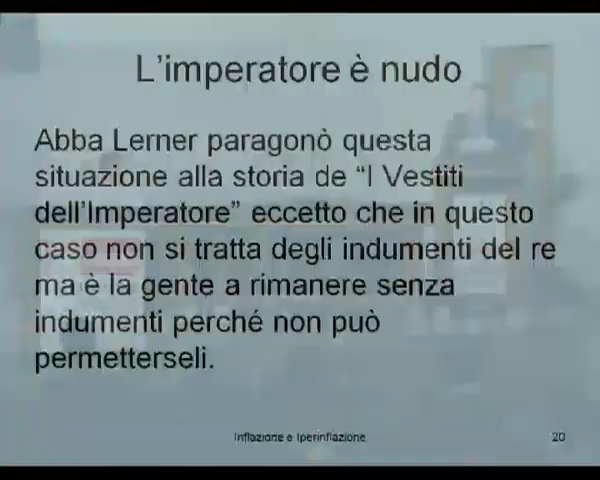 L'imperatore è nudo
Abba Lerner paragonò questa
situazione alla storia de “I Vestiti
dell'Imperatore” eccetto che in questo
caso non si tratta degli indumenti del re
ma è la gente a rimanere senza
indumenti perché non può
permetterseli.
Inflazione e Iperinflazione
20